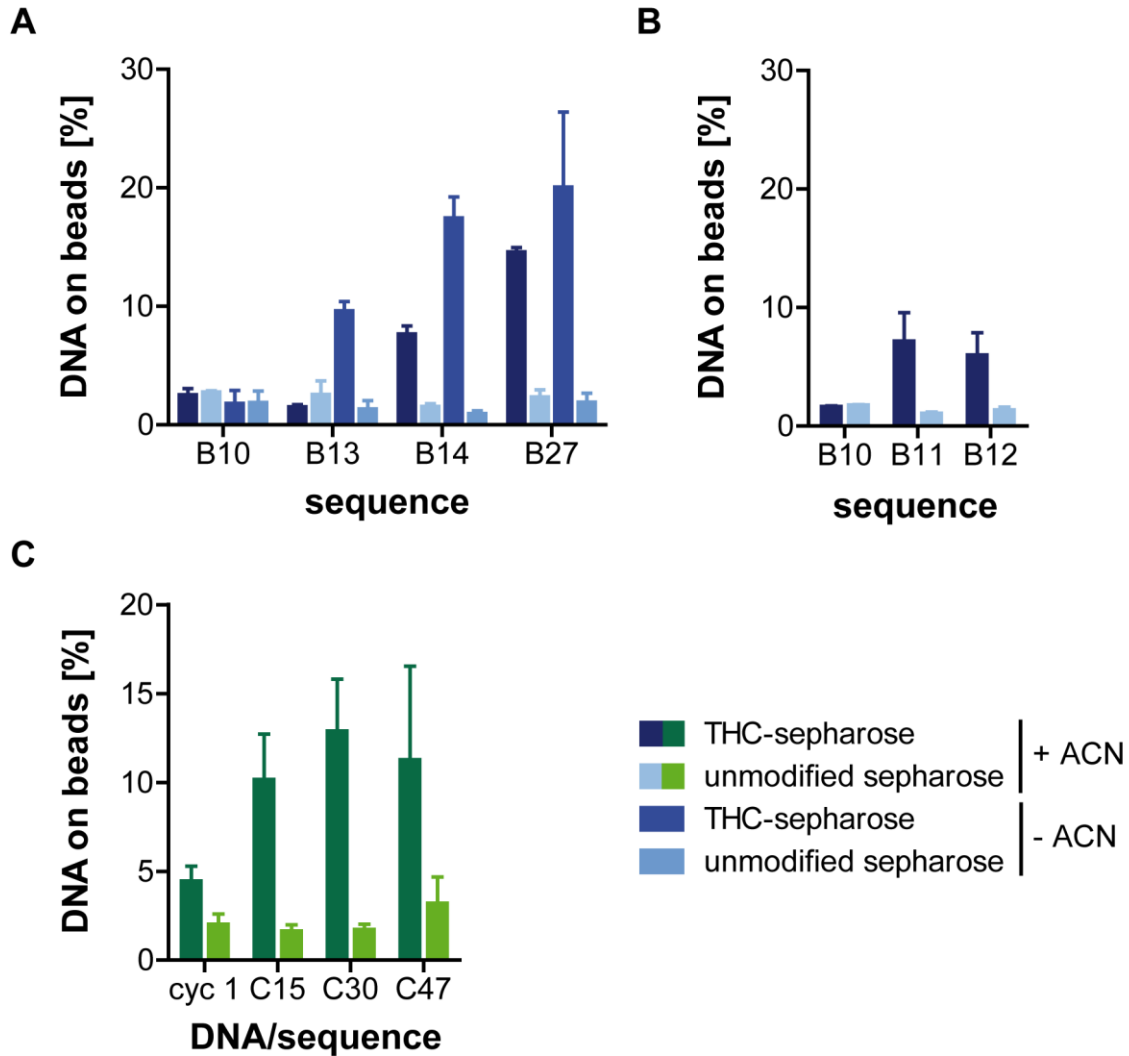 A
DNA on beads [%]
30
20
10
0
B10 B13 B14 B27
sequence
B
DNA on beads [%]
30
20
10
0
B10 B11 B12
sequence
C
DNA on beads [%]
20
15
10
5
0
cyc 1 C15 C30 C47
DNA/sequence
THC-sepharose
unmodified sepharose
+ ACN
THC-sepharose
unmodified sepharose
- ACN